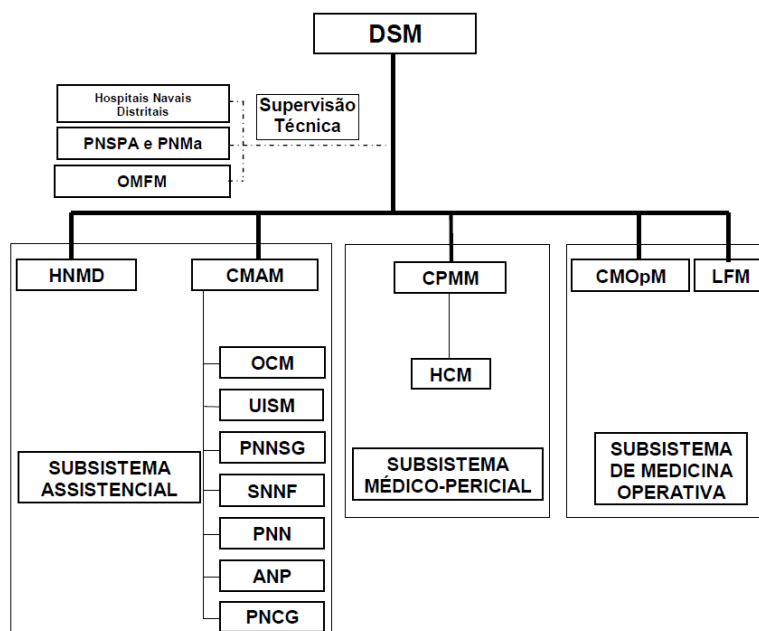 DSM
Hospitais Navais
Distritais
Supervisão
Técnica
PNSPA e PNMa
OMFM
HNMD
CMAM
CPMM
CMOpM
LFM
OCM
HCM
UISM
PNNSG
SUBSISTEMA
ASSISTENCIAL
SNNF
PNN
ANP
PNCG
SUBSISTEMA
MÉDICO-PERICIAL
SUBSISTEMA
DE MEDICINA
OPERATIVA